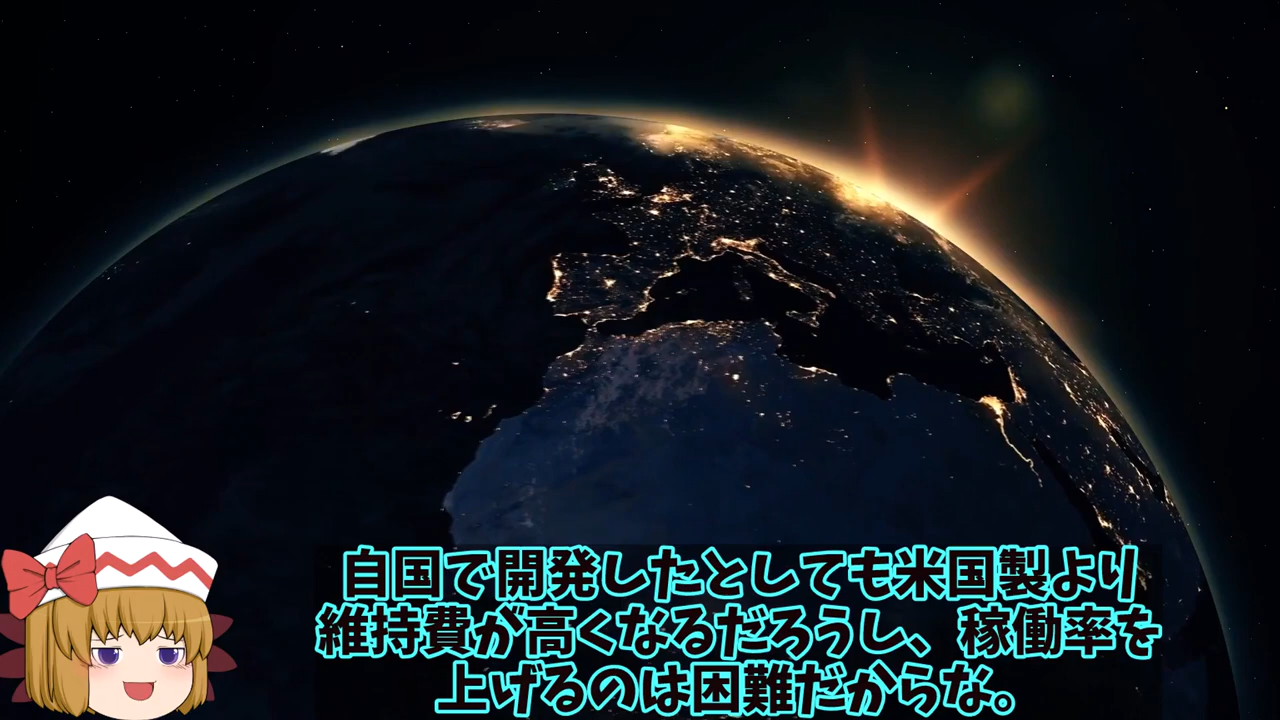 自国で開発したとしても米国製より
維持費が高くなるだろうし、稼働率を
上げるのは困難だからな。